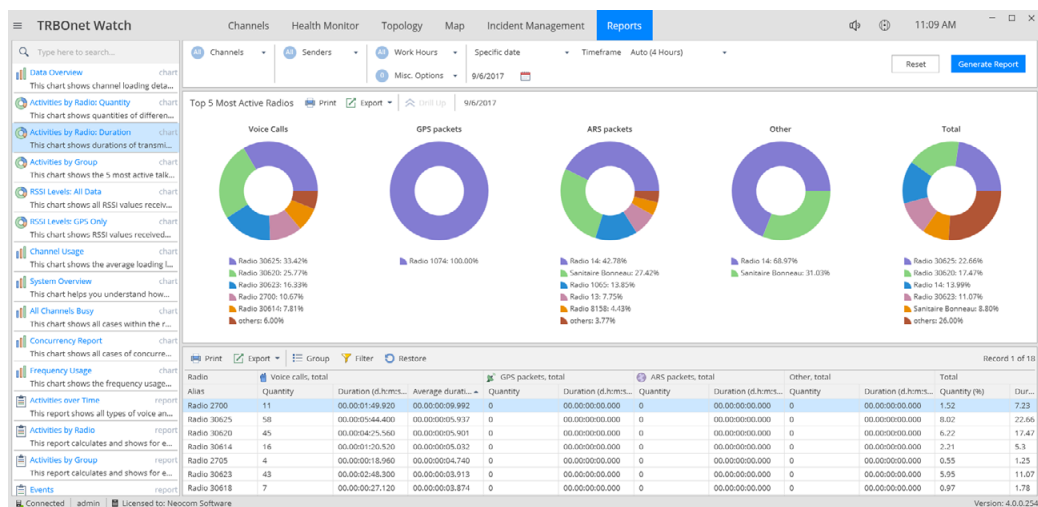 TRBOnet Watch
Channels Health Monitor Topology Map Incident Management Reports
11:09 AM
Type here to search...
Data Overview chart
This chart shows channel loading deta...
Activities by Radio: Quantity chart
This chart shows quantities of differen...
Activities by Radio: Duration chart
This chart shows durations of transmi...
Activities by Group chart
This chart shows the 5 most active talk...
RSSI Levels: All Data chart
This chart shows all RSSI values receiv...
RSSI Levels: GPS Only chart
This chart shows RSSI values received...
Channel Usage chart
This chart shows the average loading l...
System Overview chart
This chart helps you understand how...
All Channels Busy chart
This chart shows all cases within the r...
Concurrency Report chart
This chart shows all cases of concurre...
Frequency Usage chart
This chart shows the frequency usage...
Activities over Time report
This report shows all types of voice an...
Activities by Radio report
This report calculates and shows for e...
Activities by Group report
This report calculates and shows for e...
Events report
All Channels All Senders All Work Hours Specific date Timeframe Auto (4 Hours)
0 Misc. Options 9/6/2017
Reset Generate Report
Top 5 Most Active Radios Print Export Drill Up 9/6/2017
Voice Calls GPS packets ARS packets Other Total
Radio 30625: 33.42%
Radio 30620: 25.77%
Radio 30623: 16.33%
Radio 2700: 10.67%
Radio 30614: 7.81%
others: 6.00%
Radio 1074: 100.00%
Radio 14: 42.78%
Sanitaire Bonneau: 27.42%
Radio 1065: 13.85%
Radio 13: 7.75%
Radio 8158: 4.43%
others: 3.77%
Radio 14: 68.97%
Sanitaire Bonneau: 31.03%
Radio 30625: 22.66%
Radio 30620: 17.47%
Radio 14: 13.99%
Radio 30623: 11.07%
Sanitaire Bonneau: 8.80%
others: 26.00%
Print Export Group Filter Restore Record 1 of 18
Radio Voice calls, total GPS packets, total ARS packets, total Other, total Total
Alias Quantity Duration (d.h:m:s... Average durati... Quantity Duration (d.h:m:s... Quantity Duration (d.h:m:s... Quantity Duration (d.h:m:s... Quantity (%) Dur...
Radio 2700 11 00.00:01:49.920 00.00:00:09.992 0 00.00:00:00.000 0 00.00:00:00.000 0 00.00:00:00.000 1.52 7.23
Radio 30625 58 00.00:05:44.400 00.00:00:05.937 0 00.00:00:00.000 0 00.00:00:00.000 0 00.00:00:00.000 8.02 22.66
Radio 30620 45 00.00:04:25.560 00.00:00:05.901 0 00.00:00:00.000 0 00.00:00:00.000 0 00.00:00:00.000 6.22 17.47
Radio 30614 16 00.00:01:20.520 00.00:00:05.032 0 00.00:00:00.000 0 00.00:00:00.000 0 00.00:00:00.000 2.21 5.3
Radio 2705 4 00.00:00:18.960 00.00:00:04.740 0 00.00:00:00.000 0 00.00:00:00.000 0 00.00:00:00.000 0.55 1.25
Radio 30623 43 00.00:02:48.300 00.00:00:03.913 0 00.00:00:00.000 0 00.00:00:00.000 0 00.00:00:00.000 5.95 11.07
Radio 30618 7 00.00:00:27.120 00.00:00:03.874 0 00.00:00:00.000 0 00.00:00:00.000 0 00.00:00:00.000 0.97 1.78
Connected admin Licensed to: Neocom Software Version: 4.0.0.254